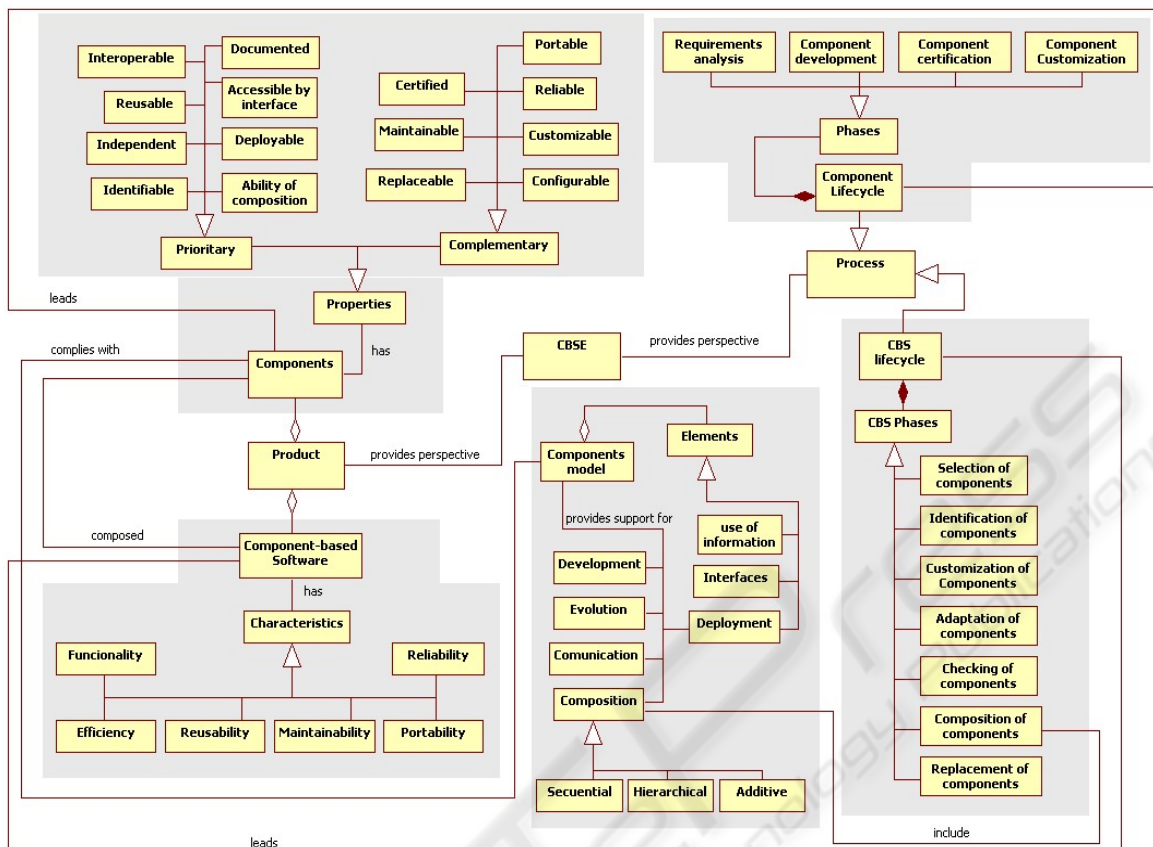 Interoperable
Documented
Reusable
Accessible by
interface
Independent
Deployable
Identifiable
Ability of
composition
Prioritary
Portable
Certified
Reliable
Maintainable
Customizable
Replaceable
Configurable
Complementary
Requirements
analysis
Component
development
Component
certification
Component
Customization
Phases
Component
Lifecycle
Process
leads
Properties
complies with
has
Components
CBSE
provides perspective
CBS
lifecycle
Product
provides perspective
Components
model
Elements
CBS Phases
provides support for
use of
information
Development
Interfaces
Evolution
Deployment
Comunication
Composition
Secuential
Hierarchical
Additive
Selection of
components
Identification of
components
Customization of
Components
Adaptation of
components
Checking of
components
Composition of
components
Replacement of
components
composed
Component-based
Software
has
Characteristics
Funcionality
Reliability
Efficiency
Reusability
Maintainability
Portability
leads
include